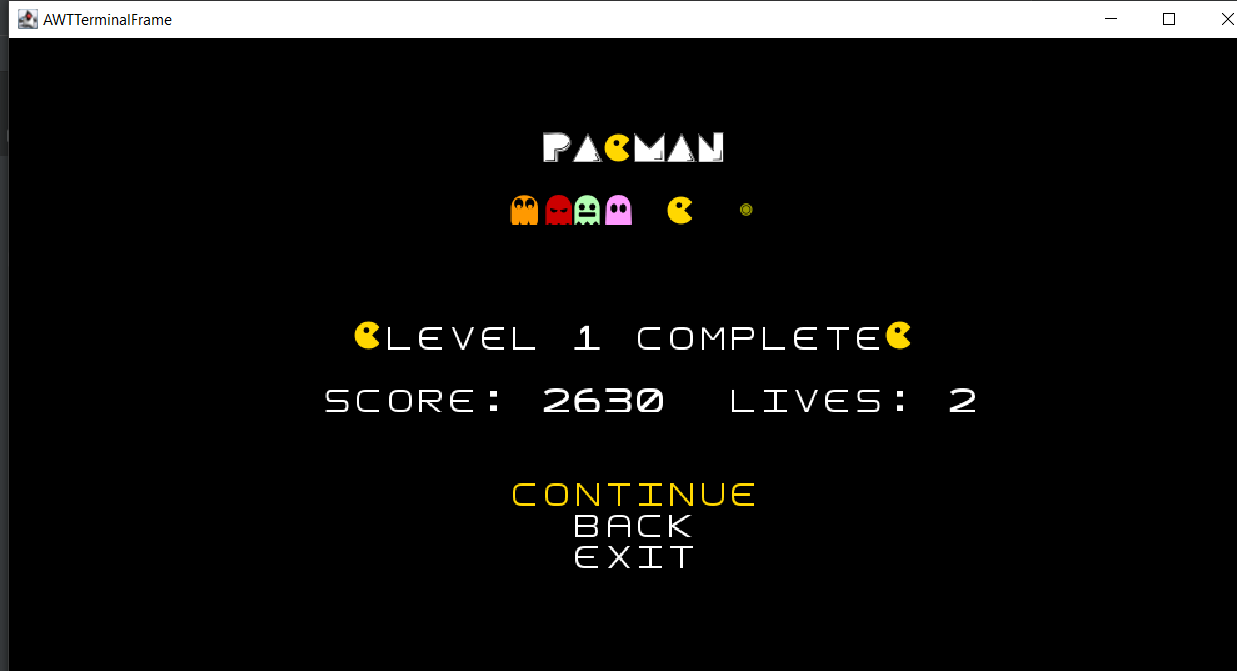 AWTTerminalFrame
PACMAN
LEVEL 1 COMPLETE
SCORE: 2630 LIVES: 2
CONTINUE
BACK
EXIT